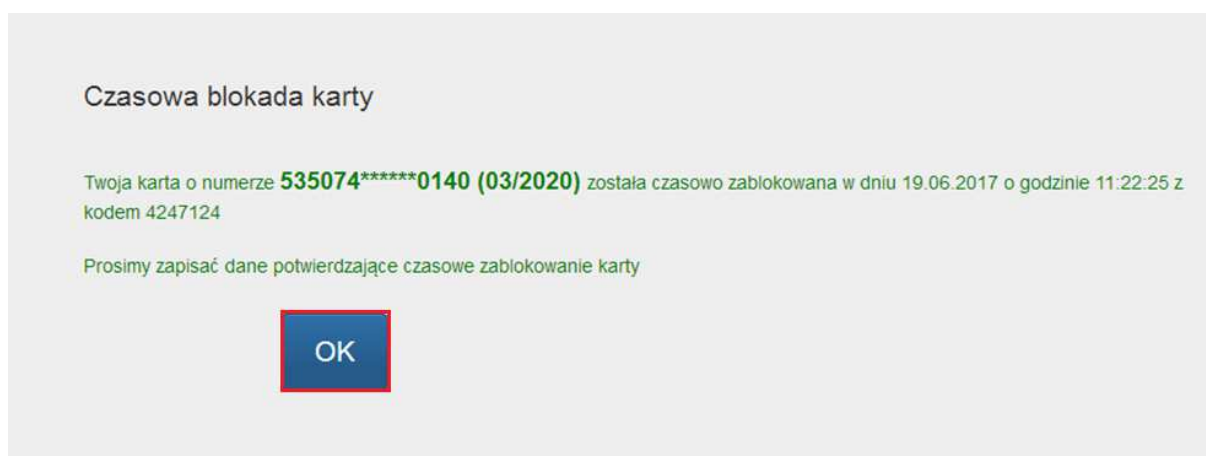 Czasowa blokada karty
Twoja karta o numerze 535074******0140 (03/2020) została czasowo zablokowana w dniu 19.06.2017 o godzinie 11:22:25 z
kodem 4247124
Prosimy zapisać dane potwierdzające czasowe zablokowanie karty
OK